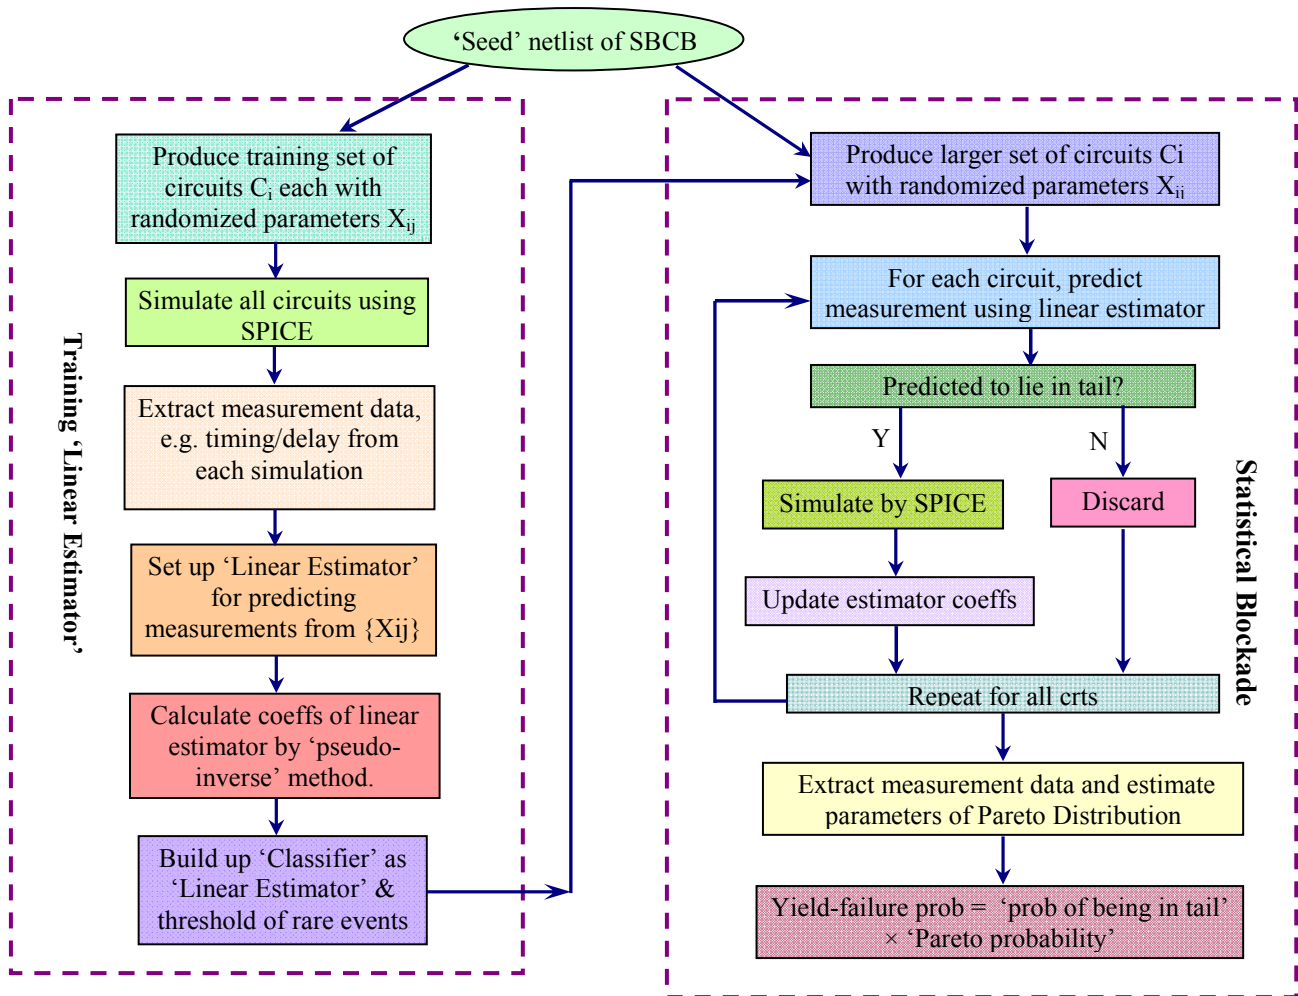 ‘Seed’ netlist of SBCB
Training ‘Linear Estimator’
Produce training set of
circuits Cᵢ each with
randomized parameters Xᵢⱼ
Simulate all circuits using
SPICE
Extract measurement data,
e.g. timing/delay from
each simulation
Set up ‘Linear Estimator’
for predicting
measurements from {Xij}
Calculate coeffs of linear
estimator by ‘pseudo-
inverse’ method.
Build up ‘Classifier’ as
‘Linear Estimator’ &
threshold of rare events
Statistical Blockade
Produce larger set of circuits Ci
with randomized parameters Xᵢⱼ
For each circuit, predict
measurement using linear estimator
Predicted to lie in tail?
Y
N
Simulate by SPICE
Discard
Update estimator coeffs
Repeat for all crts
Extract measurement data and estimate
parameters of Pareto Distribution
Yield-failure prob = ‘prob of being in tail’
× ‘Pareto probability’